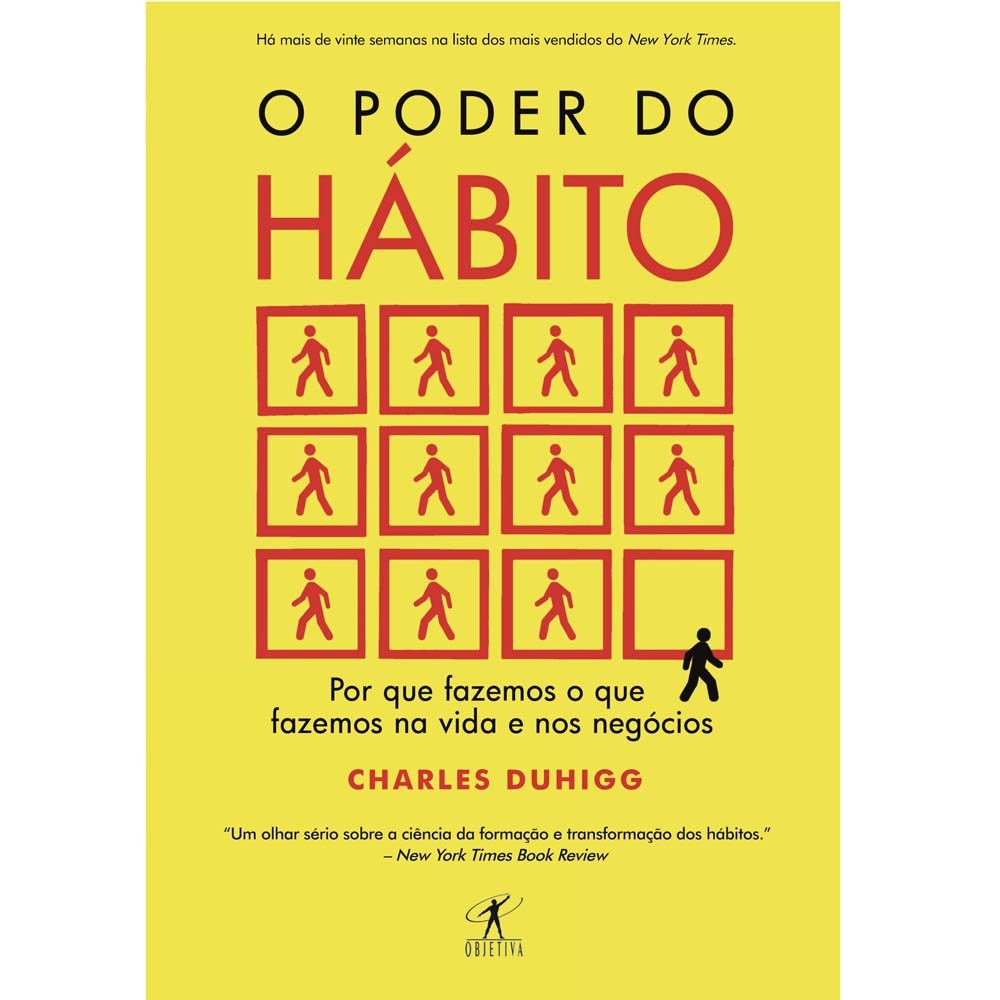 Há mais de vinte semanas na lista dos mais vendidos do New York Times.
O PODER DO
HÁBITO
Por que fazemos o que
fazemos na vida e nos negócios
CHARLES DUHIGG
“Um olhar sério sobre a ciência da formação e transformação dos hábitos.”
– New York Times Book Review
OBJETIVA